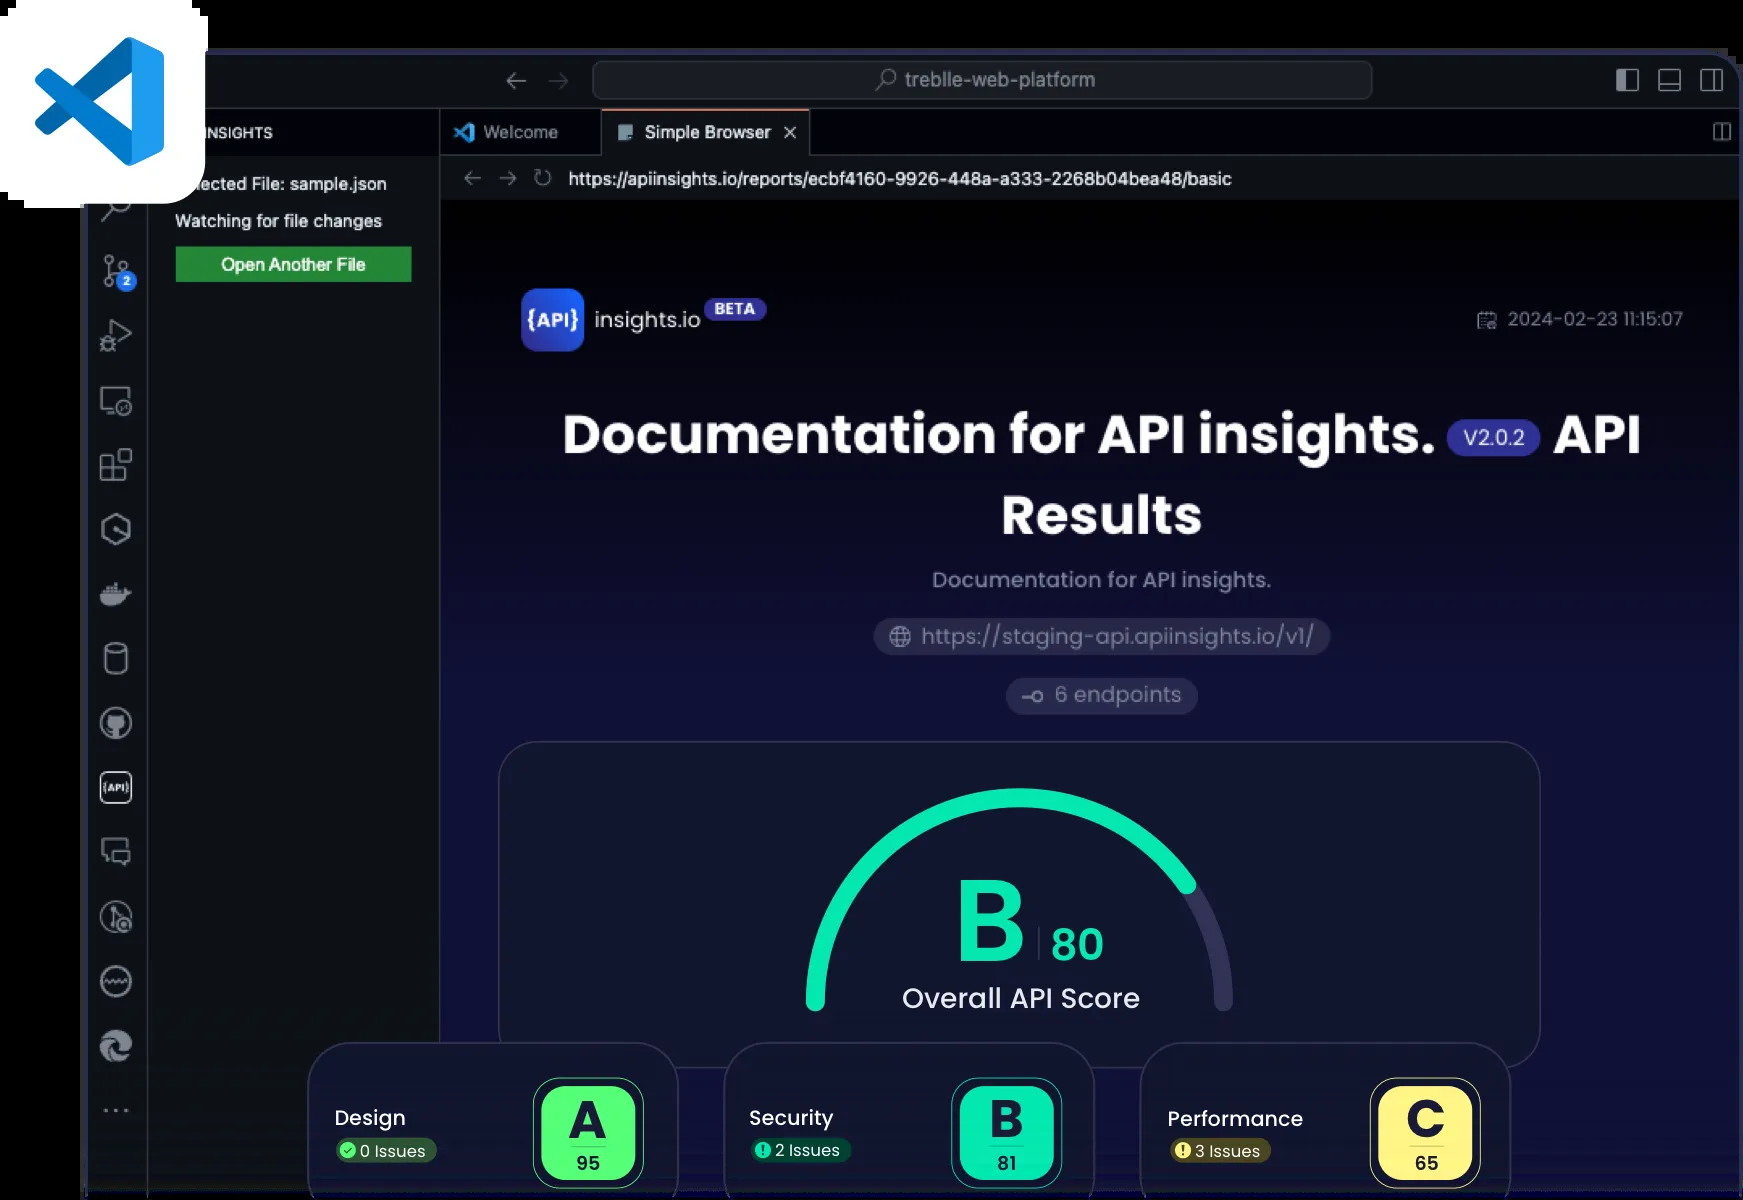 treblle-web-platform
INSIGHTS
Welcome
Simple Browser
ected File: sample.json
https://apiinsights.io/reports/ecbf4160-9926-448a-a333-2268b04bea48/basic
Watching for file changes
Open Another File
2
{API}
insights.io
BETA
2024-02-23 11:15:07
Documentation for API insights. V2.0.2 API
Results
Documentation for API insights.
https://staging-api.apiinsights.io/v1/
6 endpoints
{API}
B 80
Overall API Score
Design
0 Issues
A
95
Security
2 Issues
B
81
Performance
3 Issues
C
65